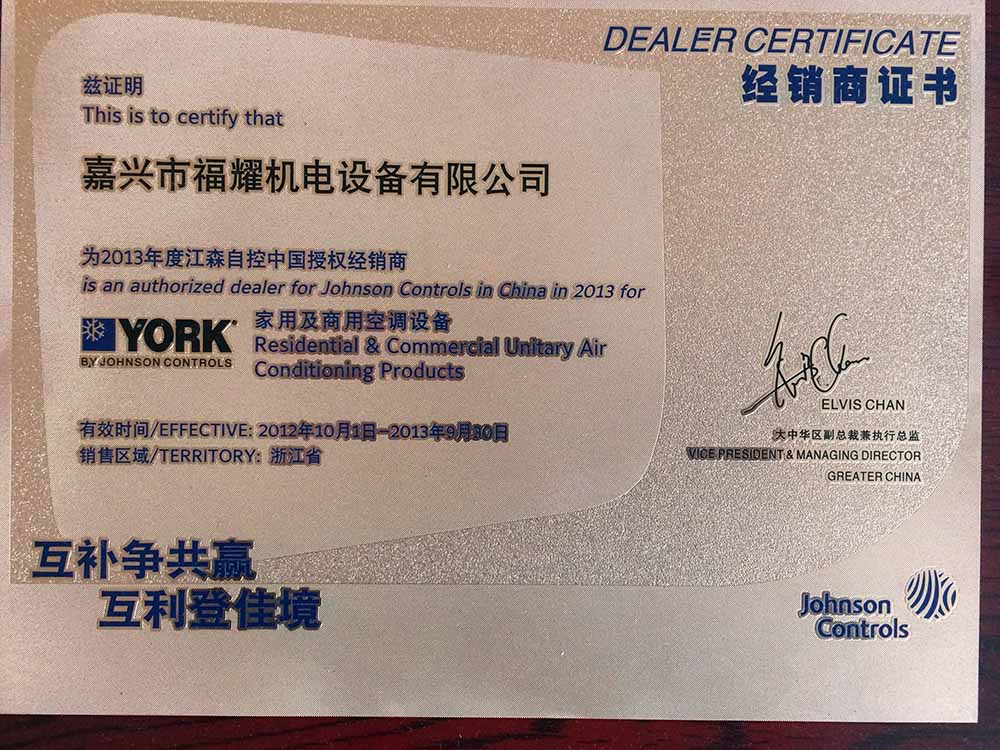 DEALER CERTIFICATE
经销商证书
兹证明
This is to certify that
嘉兴市福耀机电设备有限公司
为2013年度江森自控中国授权经销商
is an authorized dealer for Johnson Controls in China in 2013 for
YORK
BY JOHNSON CONTROLS
家用及商用空调设备
Residential & Commercial Unitary Air
Conditioning Products
有效时间/EFFECTIVE: 2012年10月1日–2013年9月30日
销售区域/TERRITORY: 浙江省
ELVIS CHAN
大中华区副总裁兼执行总监
VICE PRESIDENT & MANAGING DIRECTOR
GREATER CHINA
互补争共赢
互利登佳境
Johnson
Controls